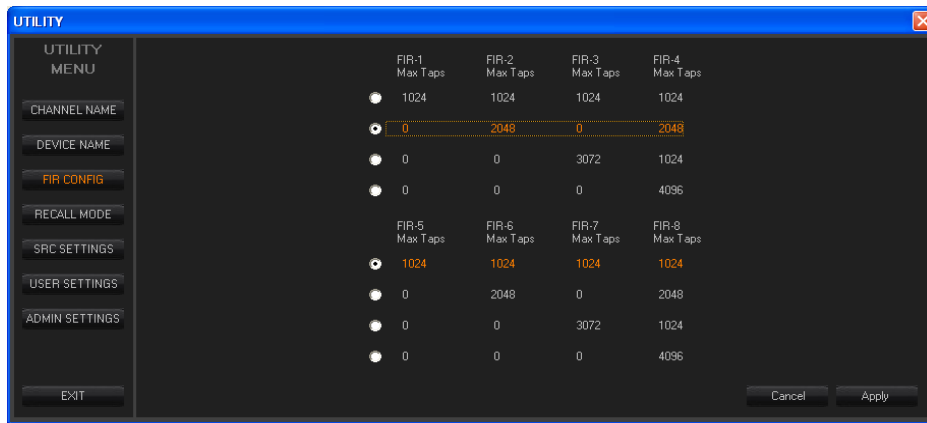 UTILITY
UTILITY
MENU
CHANNEL NAME
DEVICE NAME
FIR CONFIG
RECALL MODE
SRC SETTINGS
USER SETTINGS
ADMIN SETTINGS
EXIT
FIR-1 FIR-2 FIR-3 FIR-4
Max Taps Max Taps Max Taps Max Taps
1024 1024 1024 1024
0 2048 0 2048
0 0 3072 1024
0 0 0 4096
FIR-5 FIR-6 FIR-7 FIR-8
Max Taps Max Taps Max Taps Max Taps
1024 1024 1024 1024
0 2048 0 2048
0 0 3072 1024
0 0 0 4096
Cancel Apply